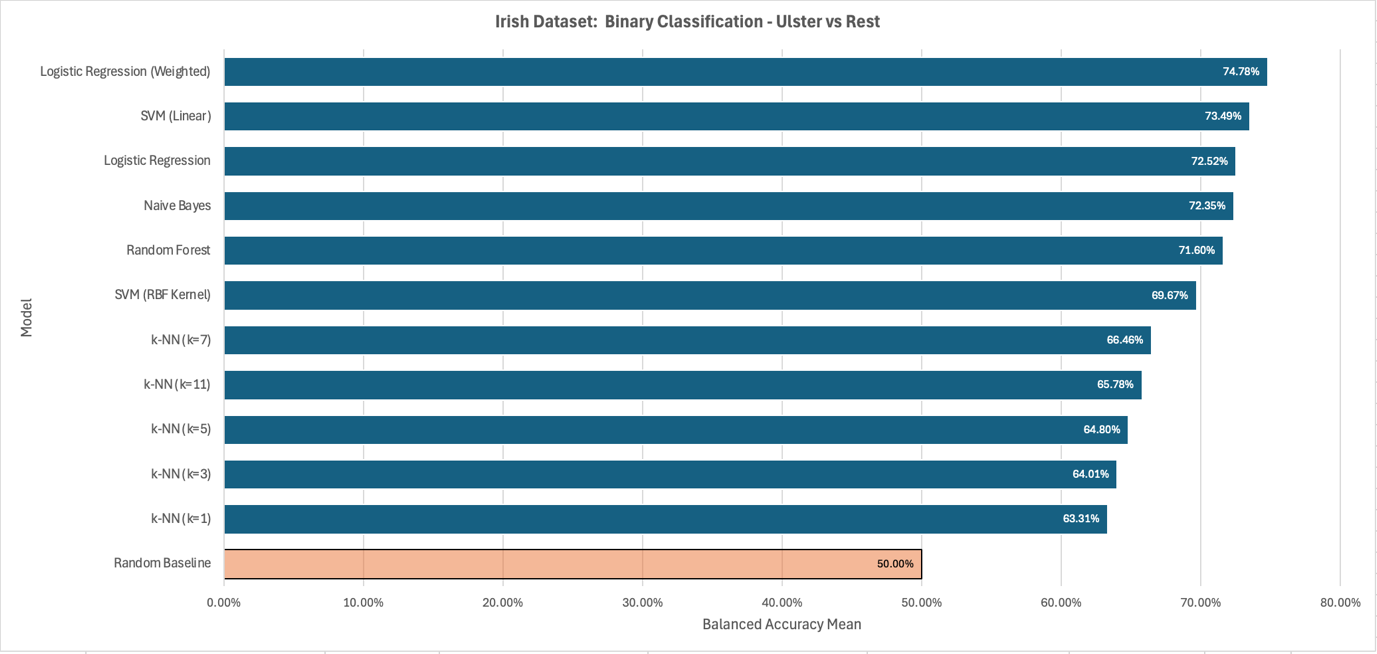 Irish Dataset: Binary Classification - Ulster vs Rest
Model
Logistic Regression (Weighted) 74.78%
SVM (Linear) 73.49%
Logistic Regression 72.52%
Naive Bayes 72.35%
Random Forest 71.60%
SVM (RBF Kernel) 69.67%
k-NN (k=7) 66.46%
k-NN (k=11) 65.78%
k-NN (k=5) 64.80%
k-NN (k=3) 64.01%
k-NN (k=1) 63.31%
Random Baseline 50.00%
0.00% 10.00% 20.00% 30.00% 40.00% 50.00% 60.00% 70.00% 80.00%
Balanced Accuracy Mean